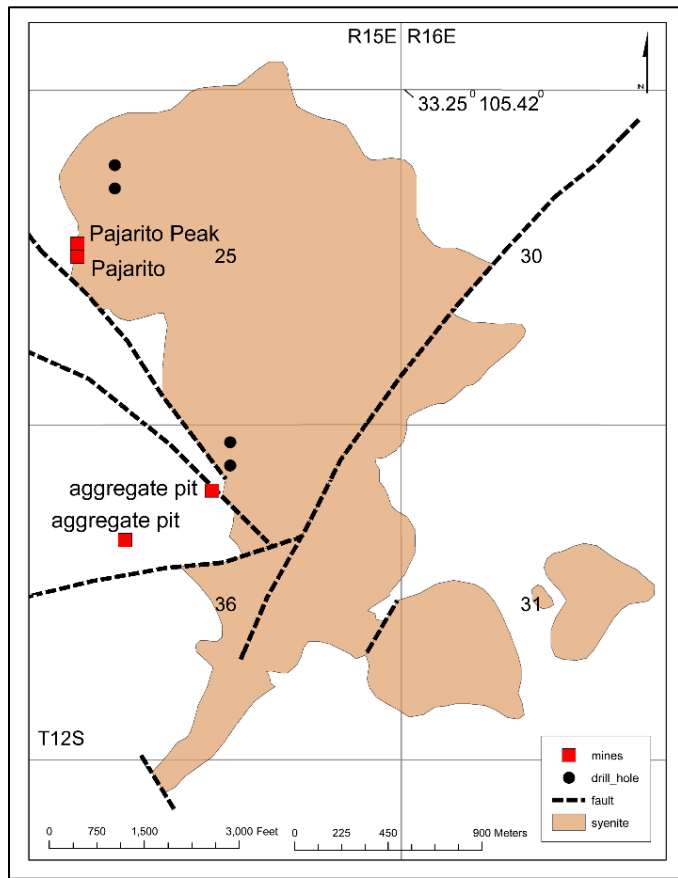 R15E R16E
N
33.25° 105.42°
Pajarito Peak
25
30
Pajarito
aggregate pit
aggregate pit
36
31
T12S
mines
drill_hole
fault
syenite
0 750 1,500 3,000 Feet
0 225 450 900 Meters